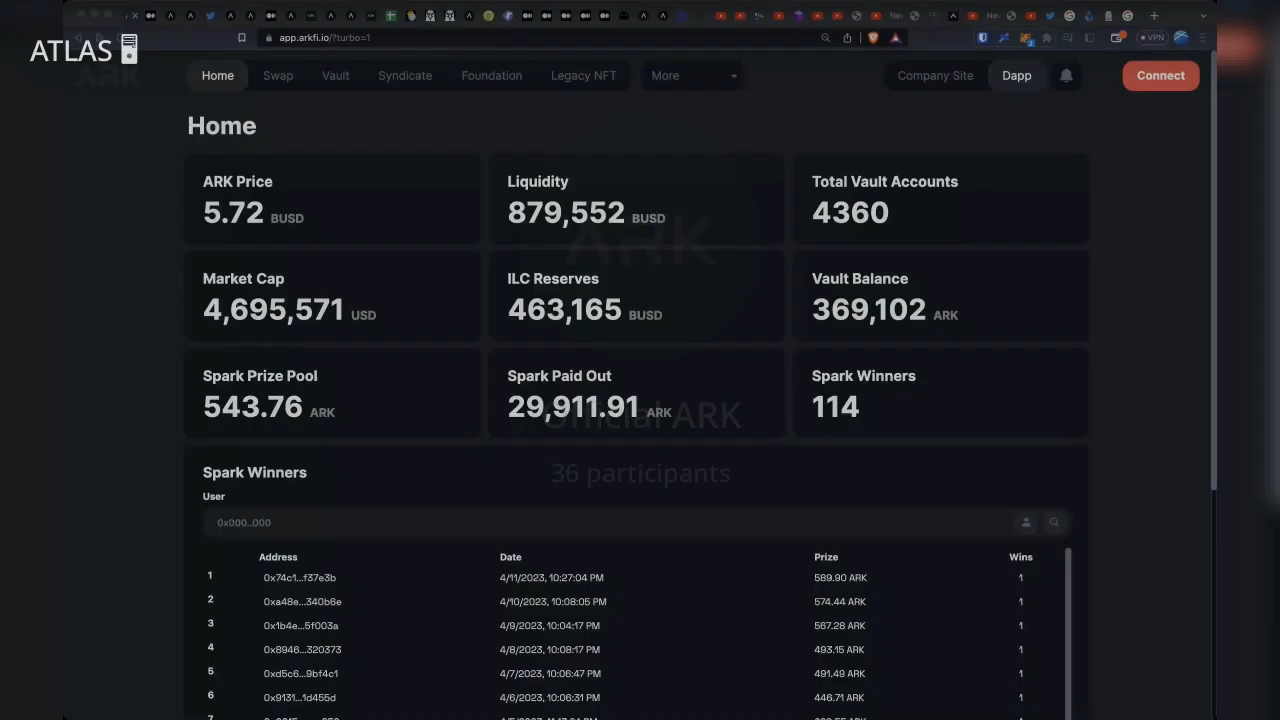 app.arkfi.io/?turbo=1
VPN
ATLAS
Home
Swap
Vault
Syndicate
Foundation
Legacy NFT
More
Company Site
Dapp
Connect
Home
ARK Price
5.72 BUSD
Liquidity
879,552 BUSD
Total Vault Accounts
4360
ARK
Market Cap
4,695,571 USD
ILC Reserves
463,165 BUSD
Vault Balance
369,102 ARK
Spark Prize Pool
543.76 ARK
Spark Paid Out
29,911.91 ARK
Spark Winners
114
Official ARK
36 participants
Spark Winners
User
0x000..000
Address Date Prize Wins
1 0x74c1...f37e3b 4/11/2023, 10:27:04 PM 589.90 ARK 1
2 0xa48e...340b6e 4/10/2023, 10:08:05 PM 574.44 ARK 1
3 0x1b4e...5f003a 4/9/2023, 10:04:17 PM 567.28 ARK 1
4 0x8946...320373 4/8/2023, 10:08:17 PM 493.15 ARK 1
5 0xd5c6...9bf4c1 4/7/2023, 10:06:47 PM 491.49 ARK 1
6 0x9131...1d455d 4/6/2023, 10:06:31 PM 446.71 ARK 1